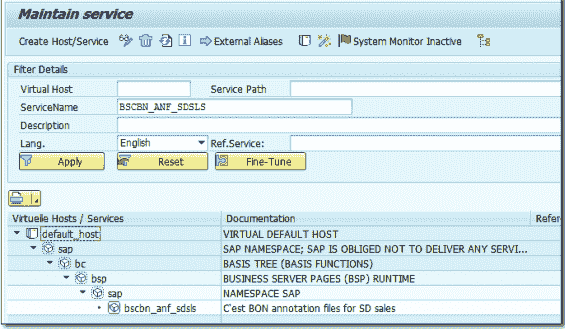 Maintain service
Create Host/Service External Aliases System Monitor Inactive
Filter Details
Virtual Host Service Path
ServiceName BSCBN_ANF_SDSLS
Description
Lang. English Ref.Service:
Apply Reset Fine-Tune
Virtuelle Hosts / Services Documentation Refere
default_host VIRTUAL DEFAULT HOST
sap SAP NAMESPACE; SAP IS OBLIGED NOT TO DELIVER ANY SERVI...
bc BASIS TREE (BASIS FUNCTIONS)
bsp BUSINESS SERVER PAGES (BSP) RUNTIME
sap NAMESPACE SAP
bscbn_anf_sdsls C'est BON annotation files for SD sales